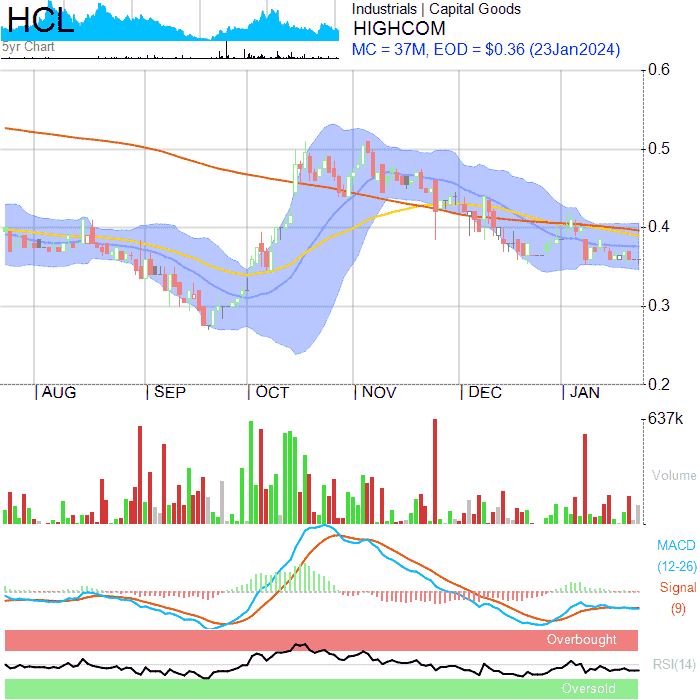 HCL
5yr Chart
Industrials | Capital Goods
HIGHCOM
MC = 37M, EOD = $0.36 (23Jan2024)
0.6
0.5
0.4
0.3
0.2
AUG
SEP
OCT
NOV
DEC
JAN
637k
Volume
MACD
(12-26)
Signal
(9)
Overbought
RSI(14)
Oversold